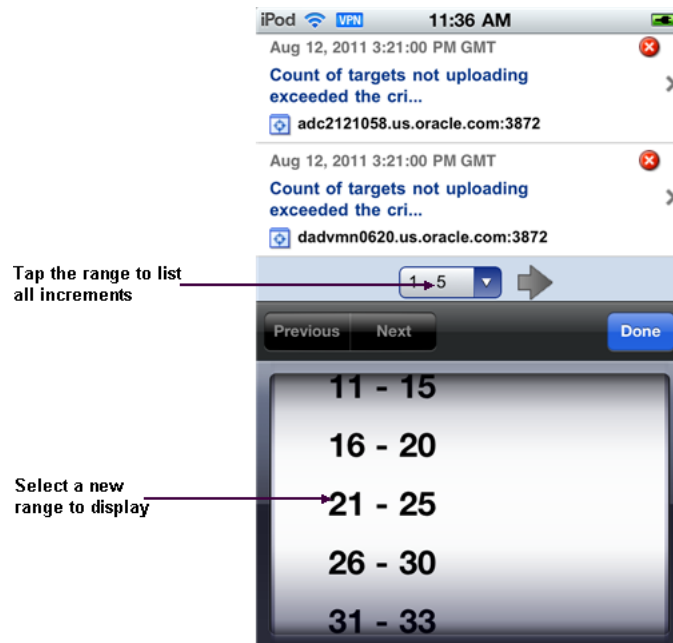 iPod VPN 11:36 AM
Aug 12, 2011 3:21:00 PM GMT
Count of targets not uploading
exceeded the cri...
adc2121058.us.oracle.com:3872
Aug 12, 2011 3:21:00 PM GMT
Count of targets not uploading
exceeded the cri...
dadvmn0620.us.oracle.com:3872
Tap the range to list
all increments
1 - 5
Previous Next Done
11 - 15
16 - 20
Select a new
range to display
21 - 25
26 - 30
31 - 33